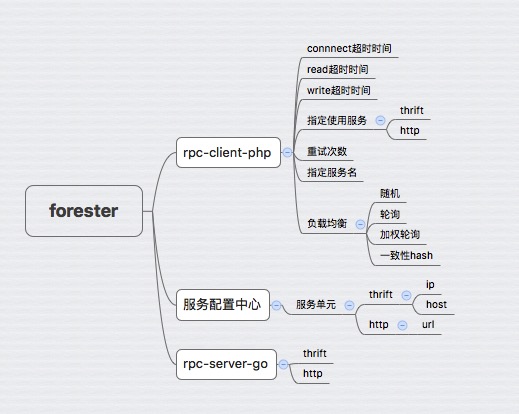 forester
rpc-client-php
connnect超时时间
read超时时间
write超时时间
指定使用服务
thrift
http
重试次数
指定服务名
负载均衡
随机
轮询
加权轮询
一致性hash
服务配置中心
服务单元
thrift
ip
host
http
url
rpc-server-go
thrift
http